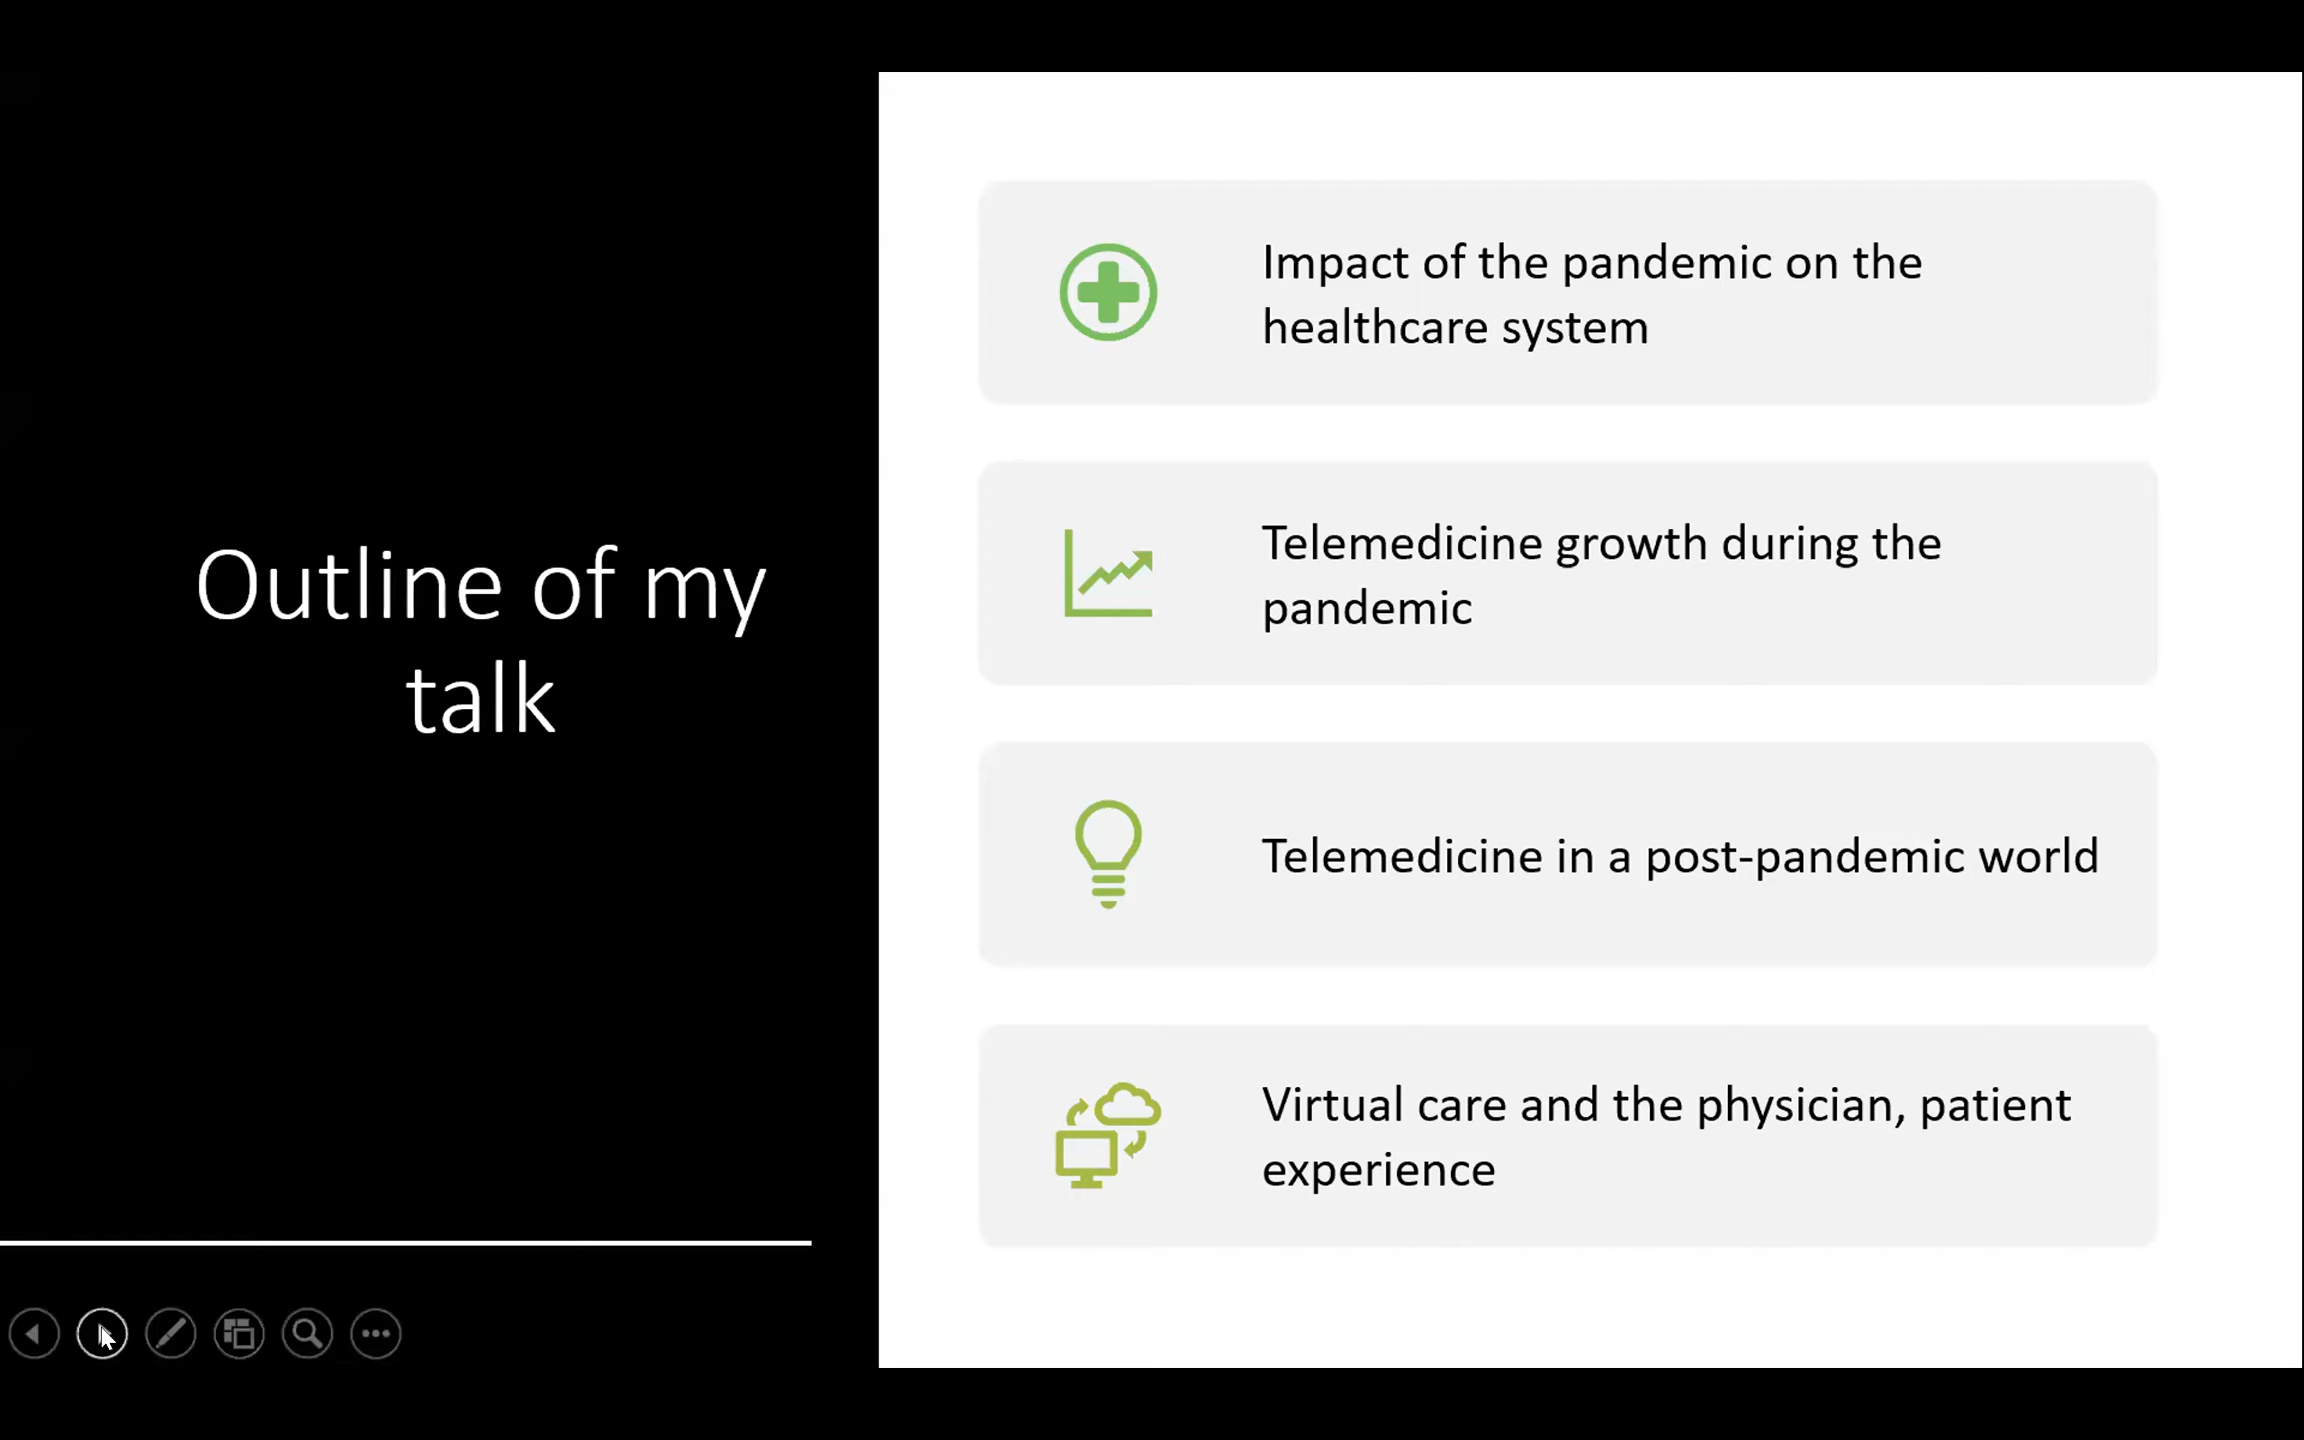 Outline of my
talk
Impact of the pandemic on the
healthcare system
Telemedicine growth during the
pandemic
Telemedicine in a post-pandemic world
Virtual care and the physician, patient
experience